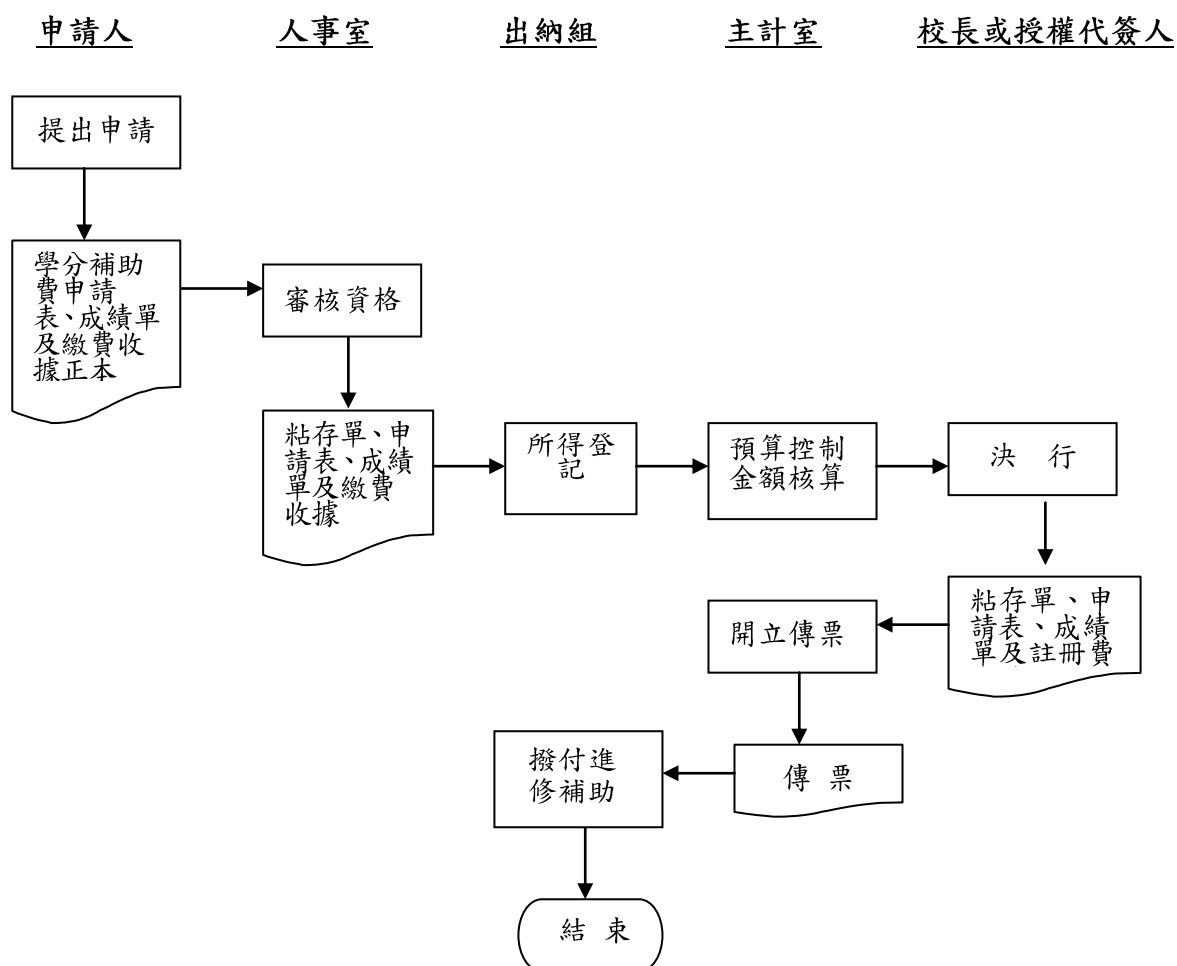 申請人 人事室 出納組 主計室 校長或授權代簽人
提出申請
學分補助
費申請
表、成績單
及繳費收
據正本
審核資格
粘存單、申
請表、成績
單及繳費
收據
所得登
記
預算控制
金額核算
決 行
粘存單、申
請表、成績
單及註冊費
開立傳票
傳 票
撥付進
修補助
結 束